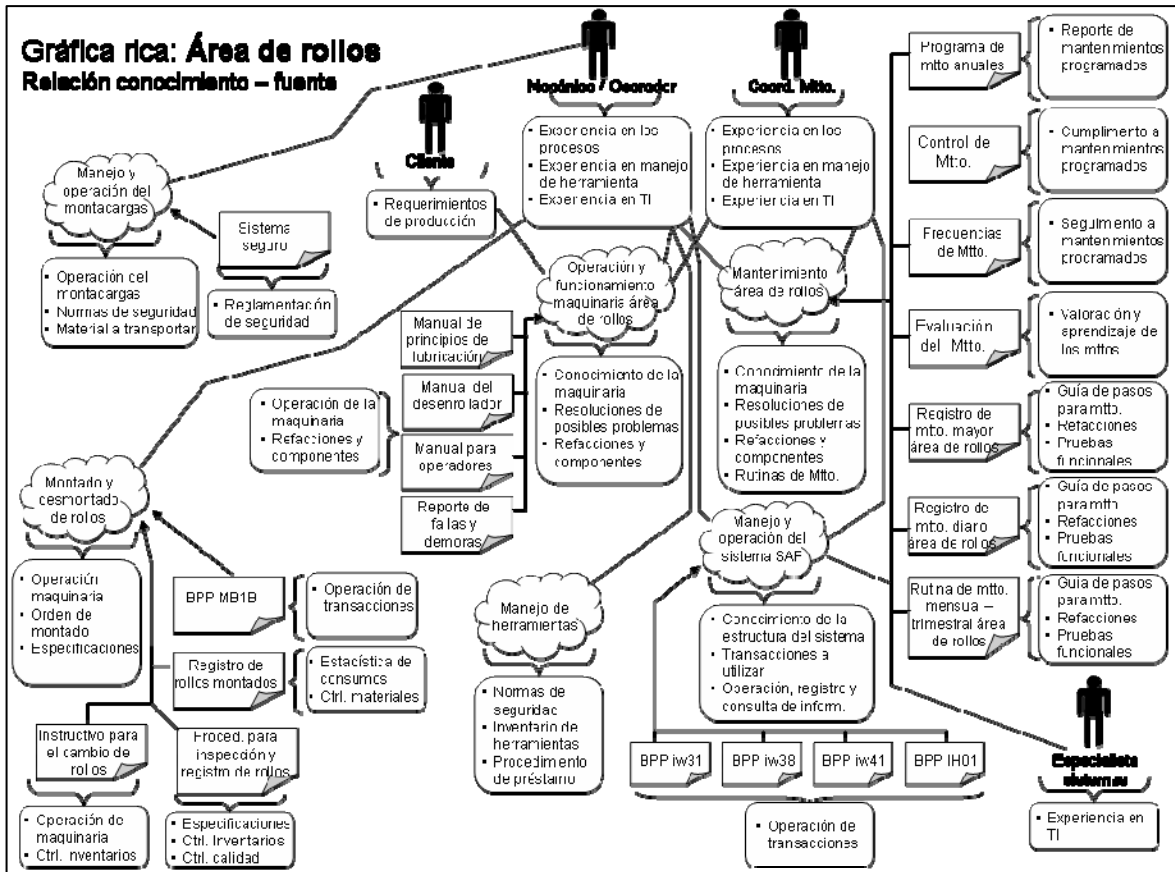 Gráfica rica: Área de rollos
Relación conocimiento – fuente
Cliente
• Requerimientos
de producción
Mecánico / Operador
• Experiencia en los
procesos
• Experiencia en manejo
de herramienta
• Experiencia en TI
Coord. Mtto.
• Experiencia en los
procesos
• Experiencia en manejo
de herramienta
• Experiencia en TI
Manejo y
operación del
montacargas
• Operación del
montacargas
• Normas de seguridad
• Material a transportar
Sistema
seguro
• Reglamentación
de seguridad
Operación y
funcionamiento
maquinaria área
de rollos
• Conocimiento de la
maquinaria
• Resoluciones de
posibles problemas
• Refacciones y
componentes
Manual de
principios de
lubricación
Manual del
desenrollador
Manual para
operadores
Reporte de
fallas y
demoras
• Operación de la
maquinaria
• Refacciones y
componentes
Mantenimiento
área de rollos
• Conocimiento de la
maquinaria
• Resoluciones de
posibles problemas
• Refacciones y
componentes
• Rutinas de Mtto.
Programa de
mtto anuales
• Reporte de
mantenimientos
programados
Control de
Mtto.
• Cumplimento a
mantenimientos
programados
Frecuencias
de Mtto.
• Seguimento a
mantenimientos
programados
Evaluación
del Mtto.
• Valoración y
aprendizaje de
los mttos
Registro de
mtto. mayor
área de rollos
• Guía de pasos
para mtto.
• Refacciones
• Pruebas
funcionales
Registro de
mtto. diario
área de rollos
• Guía de pasos
para mtto
• Refacciones
• Pruebas
funcionales
Rutina de mtto.
mensual –
trimestral área
de rollos
• Guía de pasos
para mtto.
• Refacciones
• Pruebas
funcionales
Montado y
desmontado
de rollos
• Operación
maquinaria
• Orden de
montado
• Especificaciones
BPP MB1B
• Operación de
transacciones
Registro de
rollos montados
• Estadística de
consumos
• Ctrl. materiales
Instructivo para
el cambio de
rollos
• Operación de
maquinaria
• Ctrl. Inventarios
Proced. para
inspección y
registro de rollos
• Especificaciones
• Ctrl. Inventarios
• Ctrl. calidad
Manejo de
herramientas
• Normas de
seguridad
• Inventario de
herramientas
• Procedimiento
de préstamo
Manejo y
operación del
sistema SAP
• Conocimiento de la
estructura del sistema
• Transacciones a
utilizar
• Operación, registro y
consulta de inform.
BPP iw31
BPP iw38
BPP iw41
BPP IH01
• Operación de
transacciones
Especialista
sistemas
• Experiencia en
TI